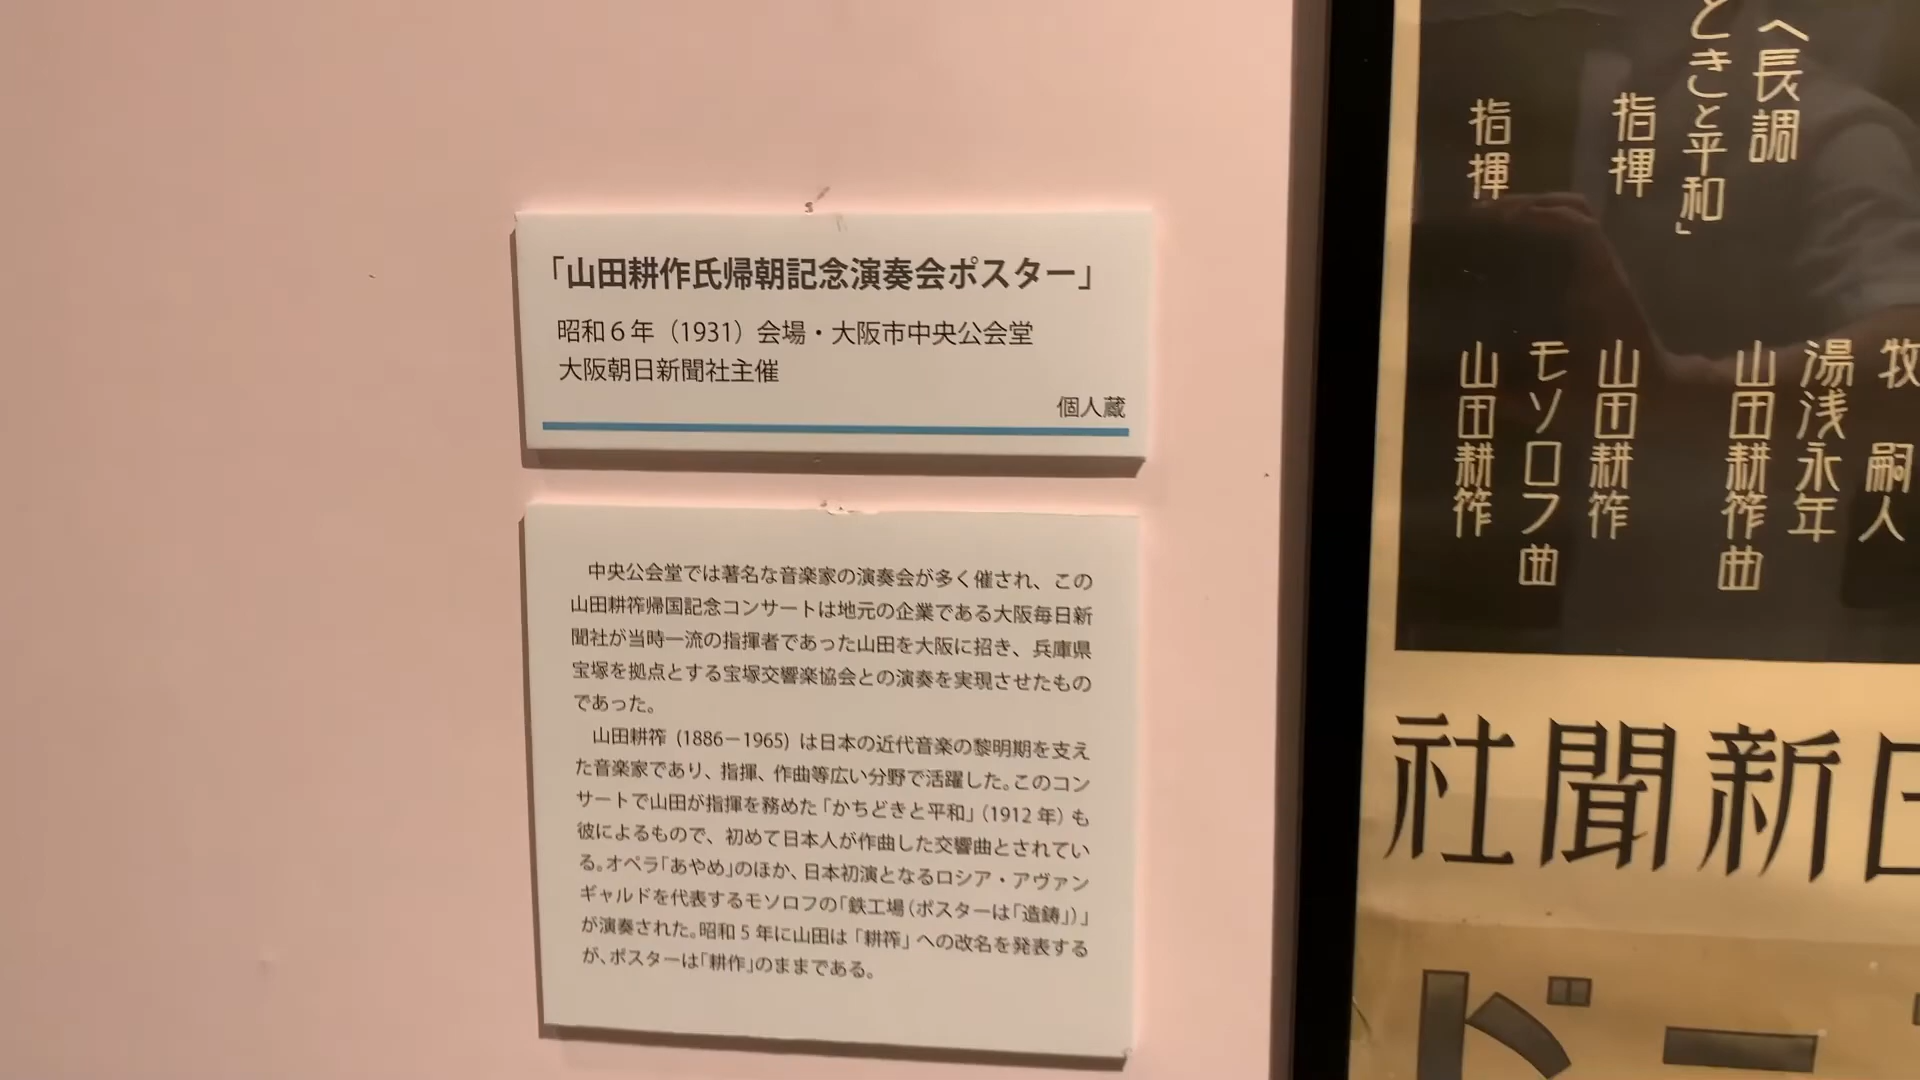 「山田耕作氏帰朝記念演奏会ポスター」
昭和6年（1931）会場・大阪市中央公会堂
大阪朝日新聞社主催
個人蔵
中央公会堂では著名な音楽家の演奏会が多く催され、この
山田耕筰帰国記念コンサートは地元の企業である大阪毎日新
聞社が当時一流の指揮者であった山田を大阪に招き、兵庫県
宝塚を拠点とする宝塚交響楽協会との演奏を実現させたもの
であった。
山田耕筰 (1886－1965) は日本の近代音楽の黎明期を支え
た音楽家であり、指揮、作曲等広い分野で活躍した。このコン
サートで山田が指揮を務めた「かちどきと平和」（1912 年）も
彼によるもので、初めて日本人が作曲した交響曲とされてい
る。オペラ「あやめ」のほか、日本初演となるロシア・アヴァン
ギャルドを代表するモソロフの「鉄工場（ポスターは「造鋳」）」
が演奏された。昭和 5 年に山田は「耕筰」への改名を発表する
が、ポスターは「耕作」のままである。
牧 嗣人
湯浅永年
ヘ長調
山田耕筰曲
どきと平和」
指揮 山田耕筰
モソロフ曲
指揮 山田耕筰
社聞新日
ドー